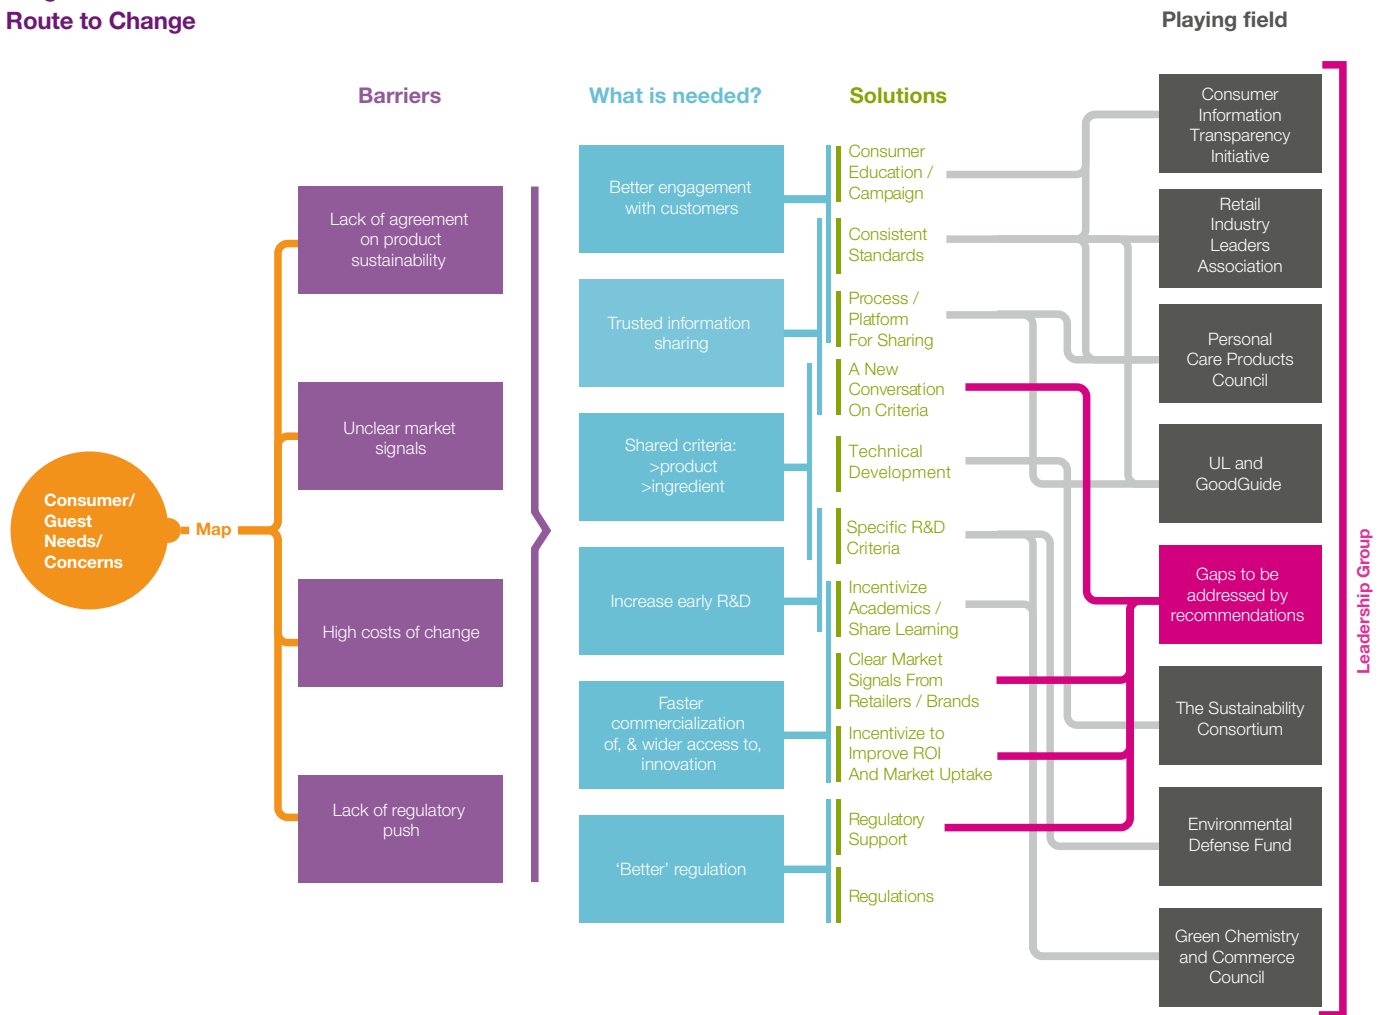 Route to Change
Playing field
Barriers
What is needed?
Solutions
Consumer/
Guest
Needs/
Concerns
Map
Lack of agreement
on product
sustainability
Unclear market
signals
High costs of change
Lack of regulatory
push
Better engagement
with customers
Trusted information
sharing
Shared criteria:
>product
>ingredient
Increase early R&D
Faster
commercialization
of, & wider access to,
innovation
‘Better’ regulation
Consumer
Education /
Campaign
Consistent
Standards
Process /
Platform
For Sharing
A New
Conversation
On Criteria
Technical
Development
Specific R&D
Criteria
Incentivize
Academics /
Share Learning
Clear Market
Signals From
Retailers / Brands
Incentivize to
Improve ROI
And Market Uptake
Regulatory
Support
Regulations
Consumer
Information
Transparency
Initiative
Retail
Industry
Leaders
Association
Personal
Care Products
Council
UL and
GoodGuide
Gaps to be
addressed by
recommendations
The Sustainability
Consortium
Environmental
Defense Fund
Green Chemistry
and Commerce
Council
Leadership Group